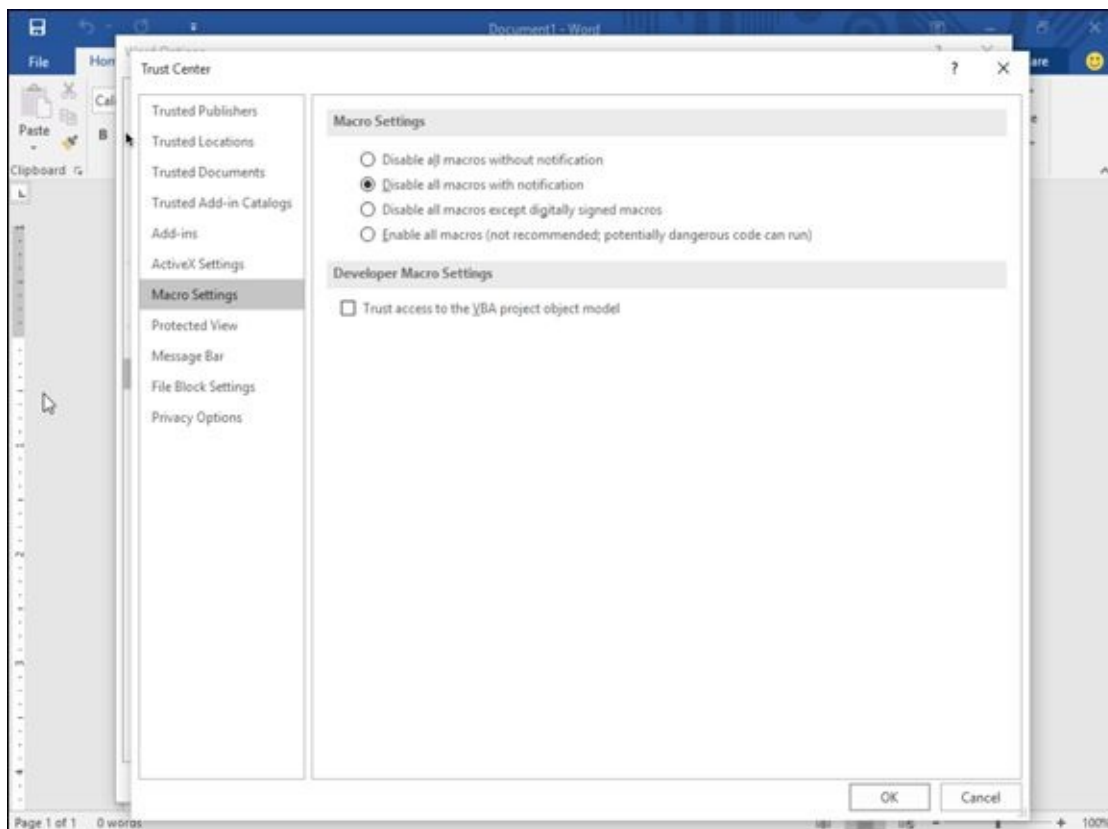 Document1 - Word
File
Trust Center
?
Paste
B
Clipboard
Trusted Publishers
Trusted Locations
Trusted Documents
Trusted Add-in Catalogs
Add-ins
ActiveX Settings
Macro Settings
Protected View
Message Bar
File Block Settings
Privacy Options
Macro Settings
Disable all macros without notification
Disable all macros with notification
Disable all macros except digitally signed macros
Enable all macros (not recommended; potentially dangerous code can run)
Developer Macro Settings
Trust access to the VBA project object model
OK
Cancel
Page 1 of 1
0 words
100%